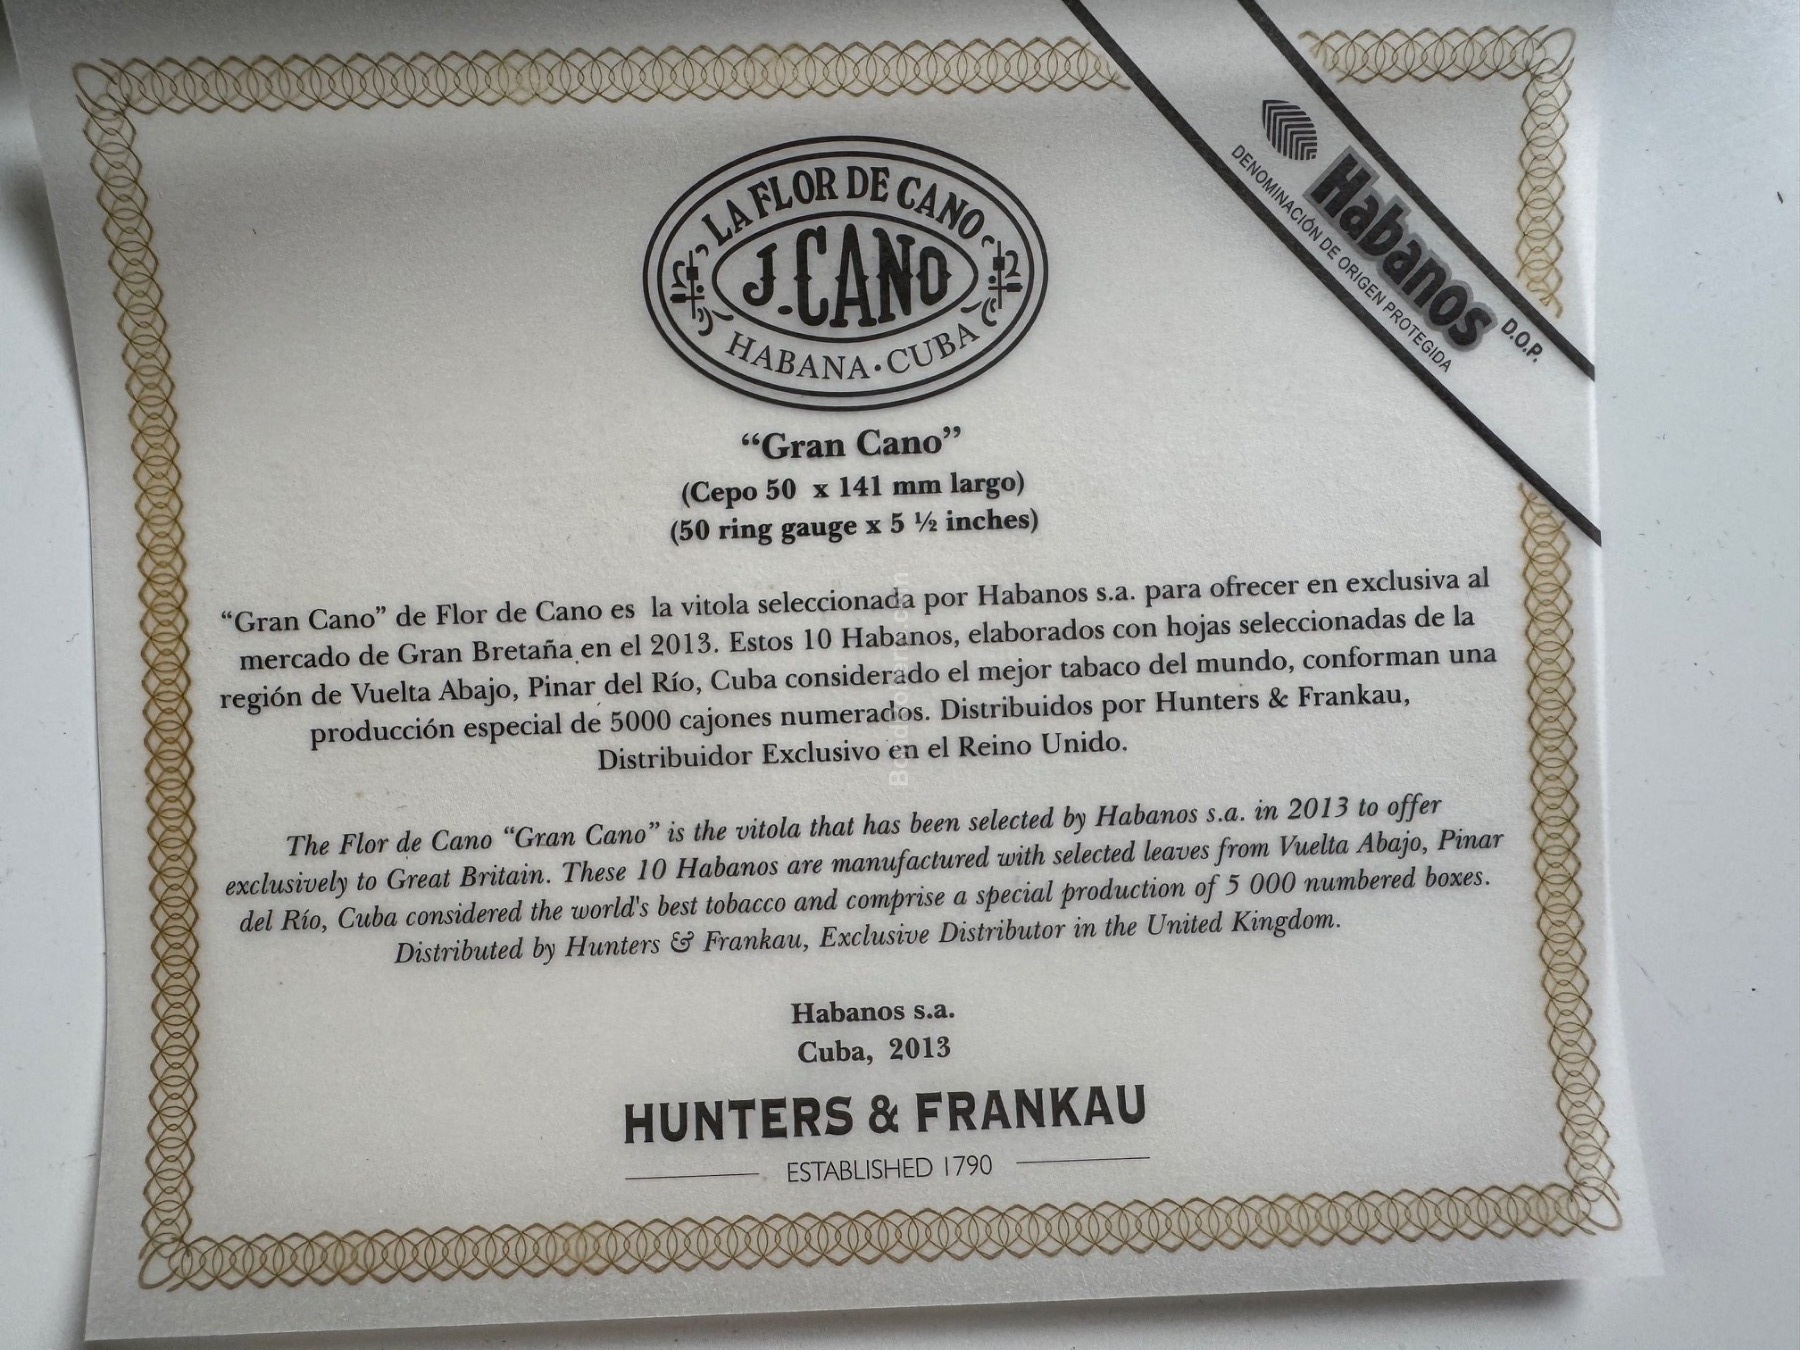 LA FLOR DE CANO
J. CANO
HABANA · CUBA
Habanos D.O.P.
DENOMINACIÓN DE ORIGEN PROTEGIDA
“Gran Cano”
(Cepo 50 x 141 mm largo)
(50 ring gauge x 5 ½ inches)
“Gran Cano” de Flor de Cano es la vitola seleccionada por Habanos s.a. para ofrecer en exclusiva al
mercado de Gran Bretaña en el 2013. Estos 10 Habanos, elaborados con hojas seleccionadas de la
región de Vuelta Abajo, Pinar del Río, Cuba considerado el mejor tabaco del mundo, conforman una
producción especial de 5000 cajones numerados. Distribuidos por Hunters & Frankau,
Distribuidor Exclusivo en el Reino Unido.
The Flor de Cano “Gran Cano” is the vitola that has been selected by Habanos s.a. in 2013 to offer
exclusively to Great Britain. These 10 Habanos are manufactured with selected leaves from Vuelta Abajo, Pinar
del Río, Cuba considered the world's best tobacco and comprise a special production of 5 000 numbered boxes.
Distributed by Hunters & Frankau, Exclusive Distributor in the United Kingdom.
Habanos s.a.
Cuba, 2013
HUNTERS & FRANKAU
ESTABLISHED 1790